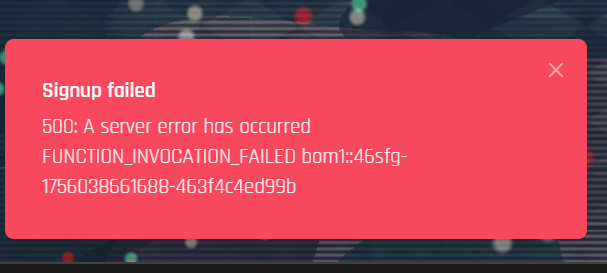 Signup failed
500: A server error has occurred
FUNCTION_INVOCATION_FAILED bom1::46sfg-
1756038661688-463f4c4ed99b